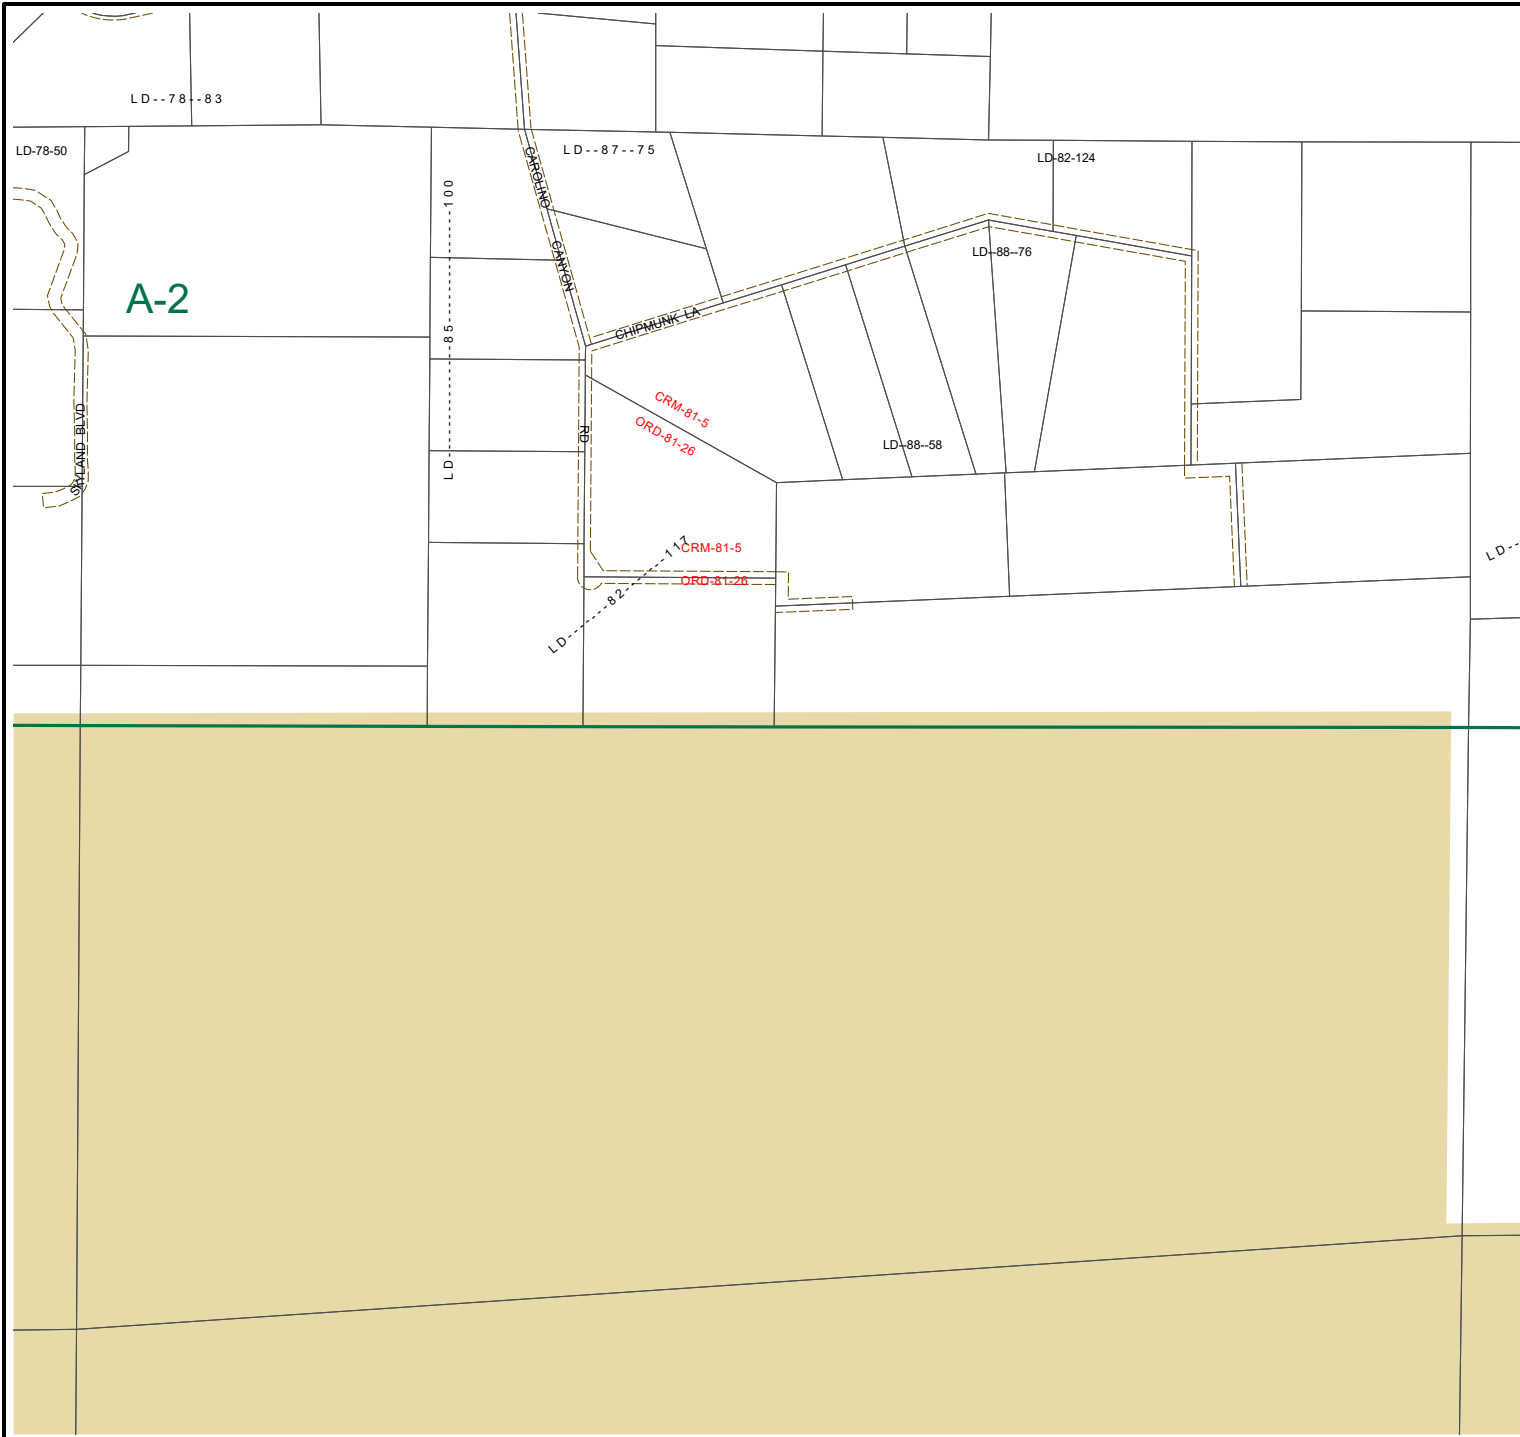 LD--78--83
LD-78-50
LD--87--75
LD-82-124
CAROLINO
CANYON
RD
LD------85------100
LD--88--76
A-2
CHIPMUNK LA
SKYLAND BLVD
CRM-81-5
ORD-81-26
LD--88--58
CRM-81-5
ORD-81-26
LD------82------117
LD--